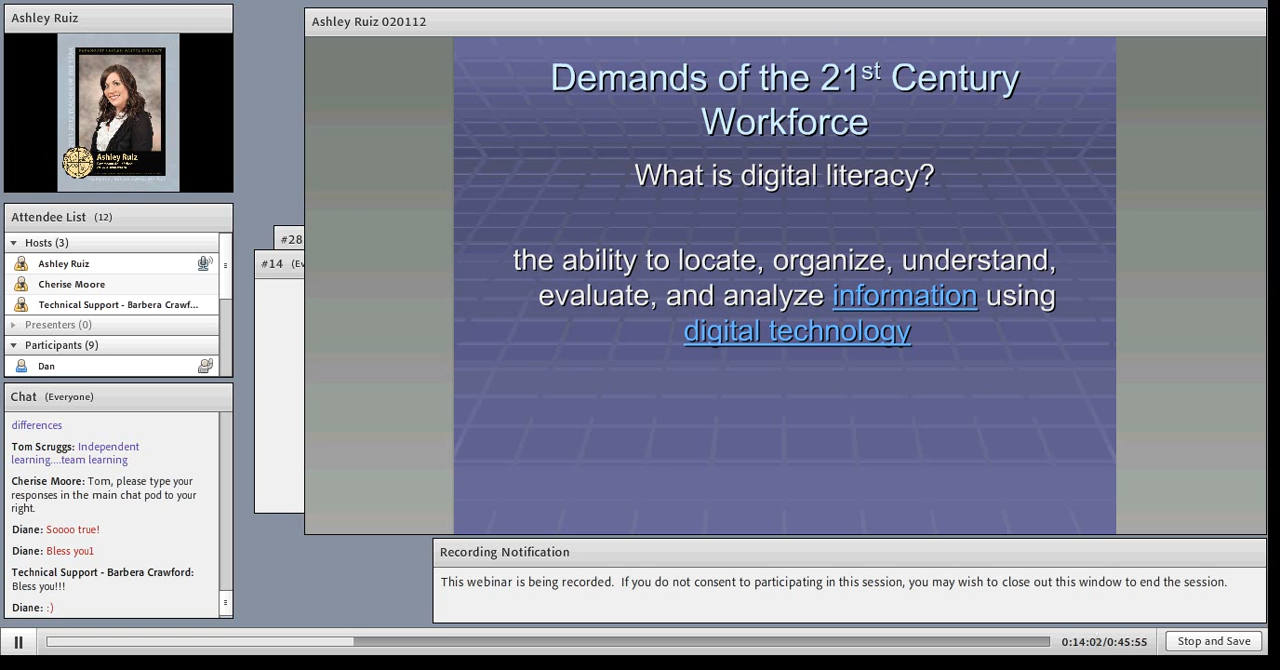 Ashley Ruiz
Ashley Ruiz
Attendee List (12)
Hosts (3)
Ashley Ruiz
Cherise Moore
Technical Support - Barbera Crawf...
Presenters (0)
Participants (9)
Dan
Chat (Everyone)
differences
Tom Scruggs: Independent
learning....team learning
Cherise Moore: Tom, please type your
responses in the main chat pod to your
right.
Diane: Soooo true!
Diane: Bless you1
Technical Support - Barbera Crawford:
Bless you!!!
Diane: :)
#28
#14 (Ev
Ashley Ruiz 020112
Demands of the 21st Century
Workforce
What is digital literacy?
the ability to locate, organize, understand,
evaluate, and analyze information using
digital technology
Recording Notification
This webinar is being recorded. If you do not consent to participating in this session, you may wish to close out this window to end the session.
0:14:02/0:45:55
Stop and Save